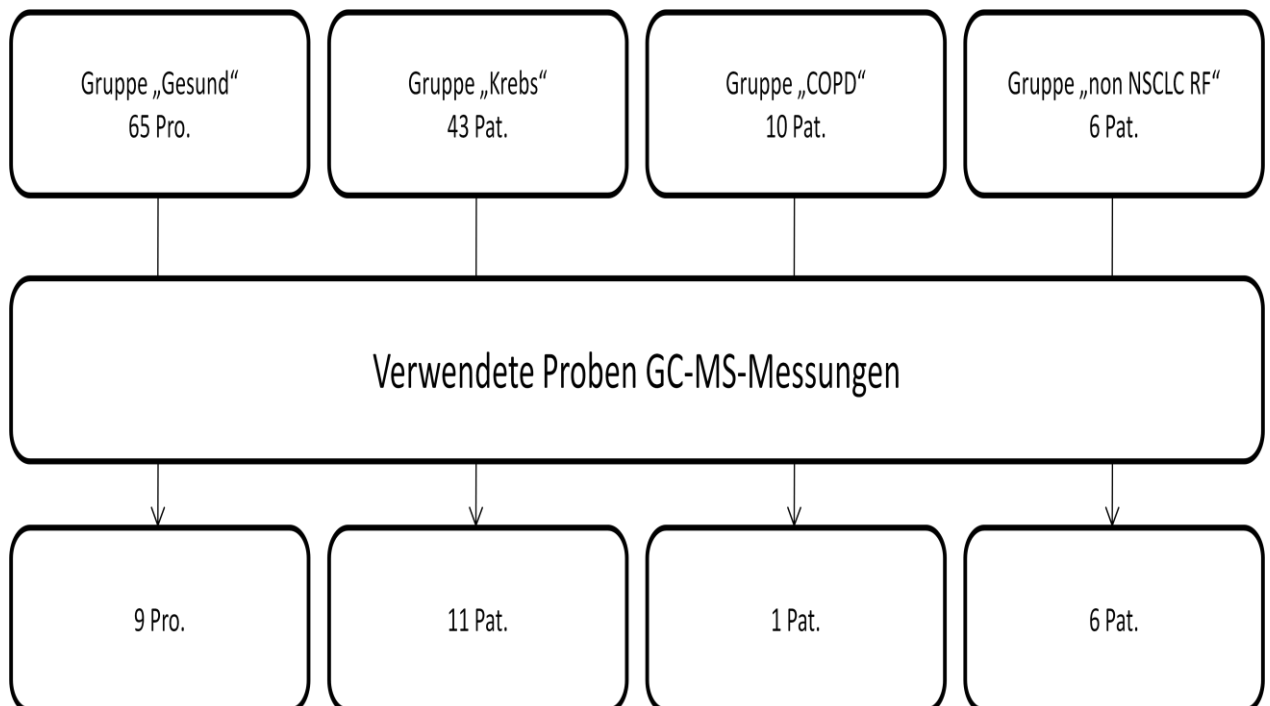 Gruppe „Gesund“
65 Pro.
Gruppe „Krebs“
43 Pat.
Gruppe „COPD“
10 Pat.
Gruppe „non NSCLC RF“
6 Pat.
Verwendete Proben GC-MS-Messungen
9 Pro.
11 Pat.
1 Pat.
6 Pat.